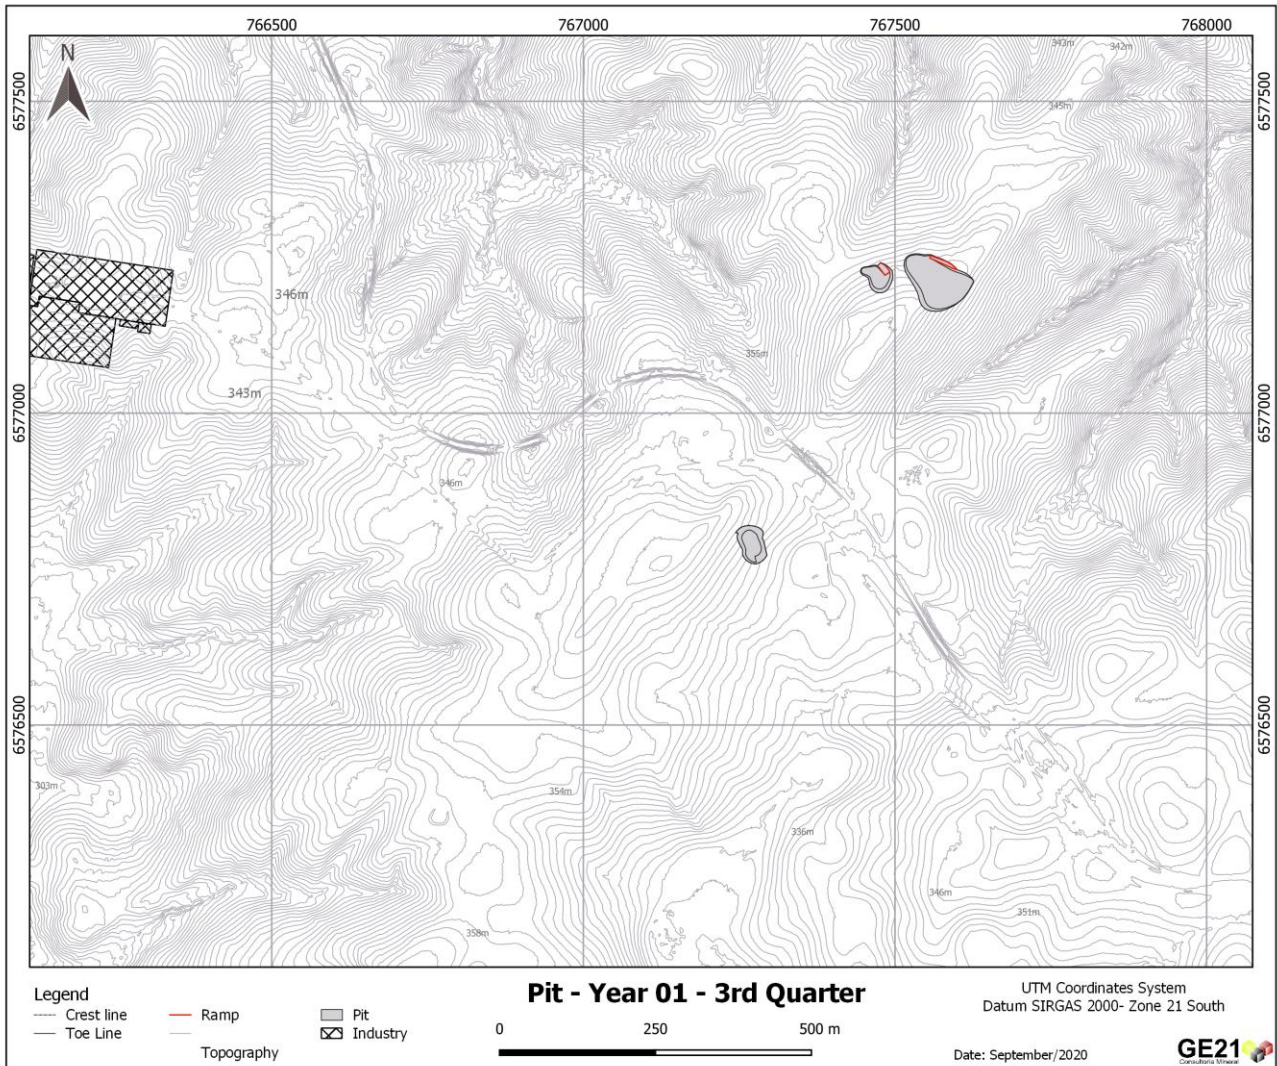 766500 767000 767500 768000
N
343m 342m
6577500 6577500
345m
346m
355m
343m
6577000 6577000
346m
6576500 6576500
303m 354m
336m
346m
351m
358m
Legend
Crest line Ramp Pit
Toe Line Industry
Topography
Pit - Year 01 - 3rd Quarter
0 250 500 m
UTM Coordinates System
Datum SIRGAS 2000- Zone 21 South
Date: September/2020
GE21
Consultoria Mineral